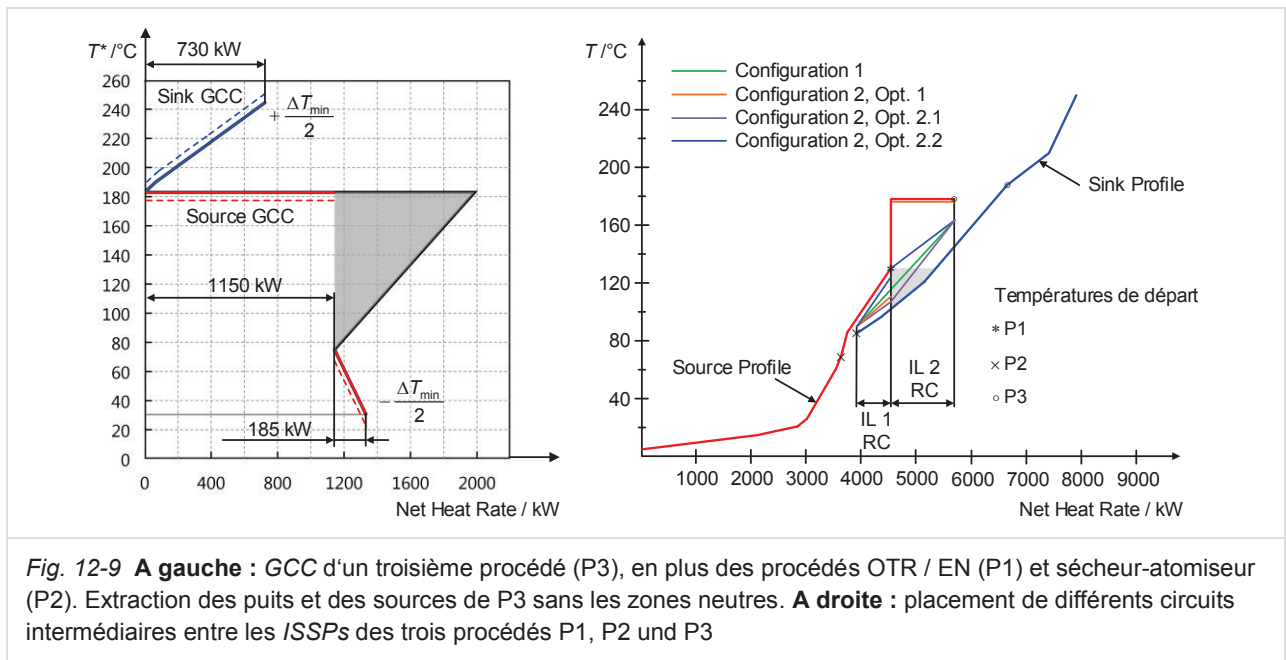 T* /°C
730 kW
260
240
220
200
180
160
140
120
100
80
60
40
20
0
Sink GCC
+ ΔTmin / 2
Source GCC
1150 kW
- ΔTmin / 2
185 kW
0 400 800 1200 1600 2000
Net Heat Rate / kW
T /°C
200
160
120
80
40
Configuration 1
Configuration 2, Opt. 1
Configuration 2, Opt. 2.1
Configuration 2, Opt. 2.2
Sink Profile
Températures de départ
* P1
× P2
○ P3
Source Profile
IL 2
RC
IL 1
RC
1000 2000 3000 4000 5000 6000 7000 8000 9000
Net Heat Rate / kW
Fig. 12-9 A gauche : GCC d‘un troisième procédé (P3), en plus des procédés OTR / EN (P1) et sécheur-atomiseur
(P2). Extraction des puits et des sources de P3 sans les zones neutres. A droite : placement de différents circuits
intermédiaires entre les ISSPs des trois procédés P1, P2 und P3